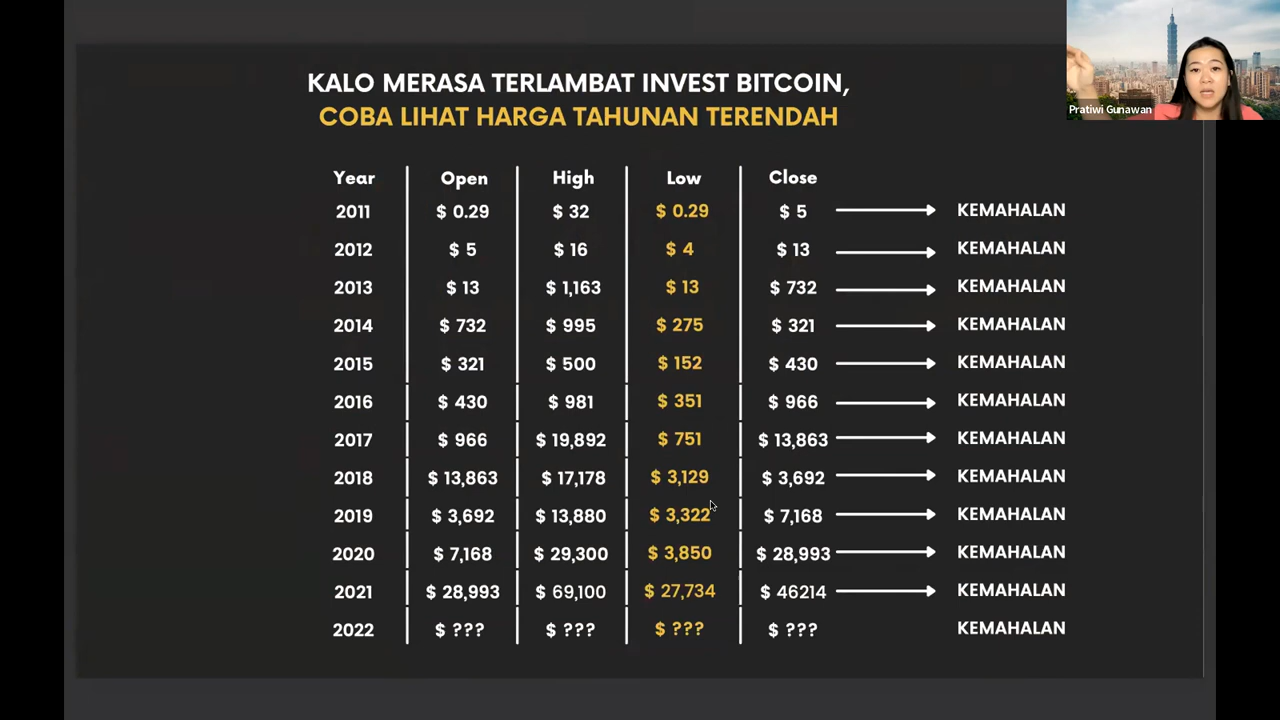 KALO MERASA TERLAMBAT INVEST BITCOIN,
COBA LIHAT HARGA TAHUNAN TERENDAH
Pratiwi Gunawan
Year Open High Low Close
2011 $ 0.29 $ 32 $ 0.29 $ 5 KEMAHALAN
2012 $ 5 $ 16 $ 4 $ 13 KEMAHALAN
2013 $ 13 $ 1,163 $ 13 $ 732 KEMAHALAN
2014 $ 732 $ 995 $ 275 $ 321 KEMAHALAN
2015 $ 321 $ 500 $ 152 $ 430 KEMAHALAN
2016 $ 430 $ 981 $ 351 $ 966 KEMAHALAN
2017 $ 966 $ 19,892 $ 751 $ 13,863 KEMAHALAN
2018 $ 13,863 $ 17,178 $ 3,129 $ 3,692 KEMAHALAN
2019 $ 3,692 $ 13,880 $ 3,322 $ 7,168 KEMAHALAN
2020 $ 7,168 $ 29,300 $ 3,850 $ 28,993 KEMAHALAN
2021 $ 28,993 $ 69,100 $ 27,734 $ 46214 KEMAHALAN
2022 $ ??? $ ??? $ ??? $ ??? KEMAHALAN